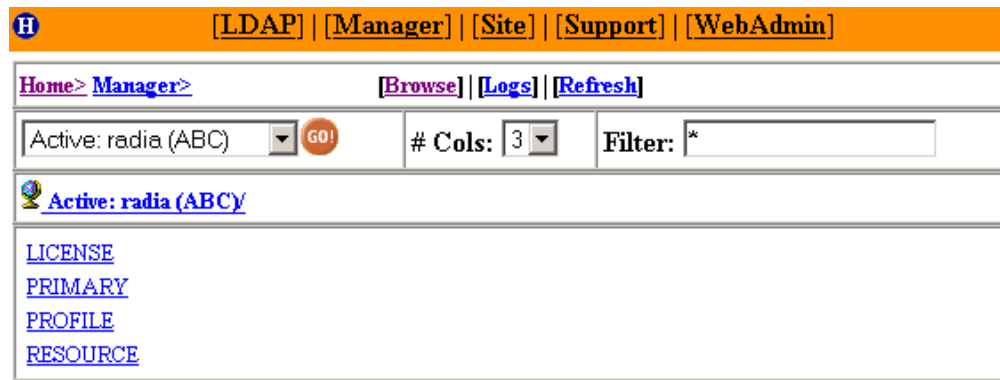 H [LDAP] | [Manager] | [Site] | [Support] | [WebAdmin]
Home> Manager> [Browse] | [Logs] | [Refresh]
Active: radia (ABC) GO! # Cols: 3 Filter: *
Active: radia (ABC)/
LICENSE
PRIMARY
PROFILE
RESOURCE